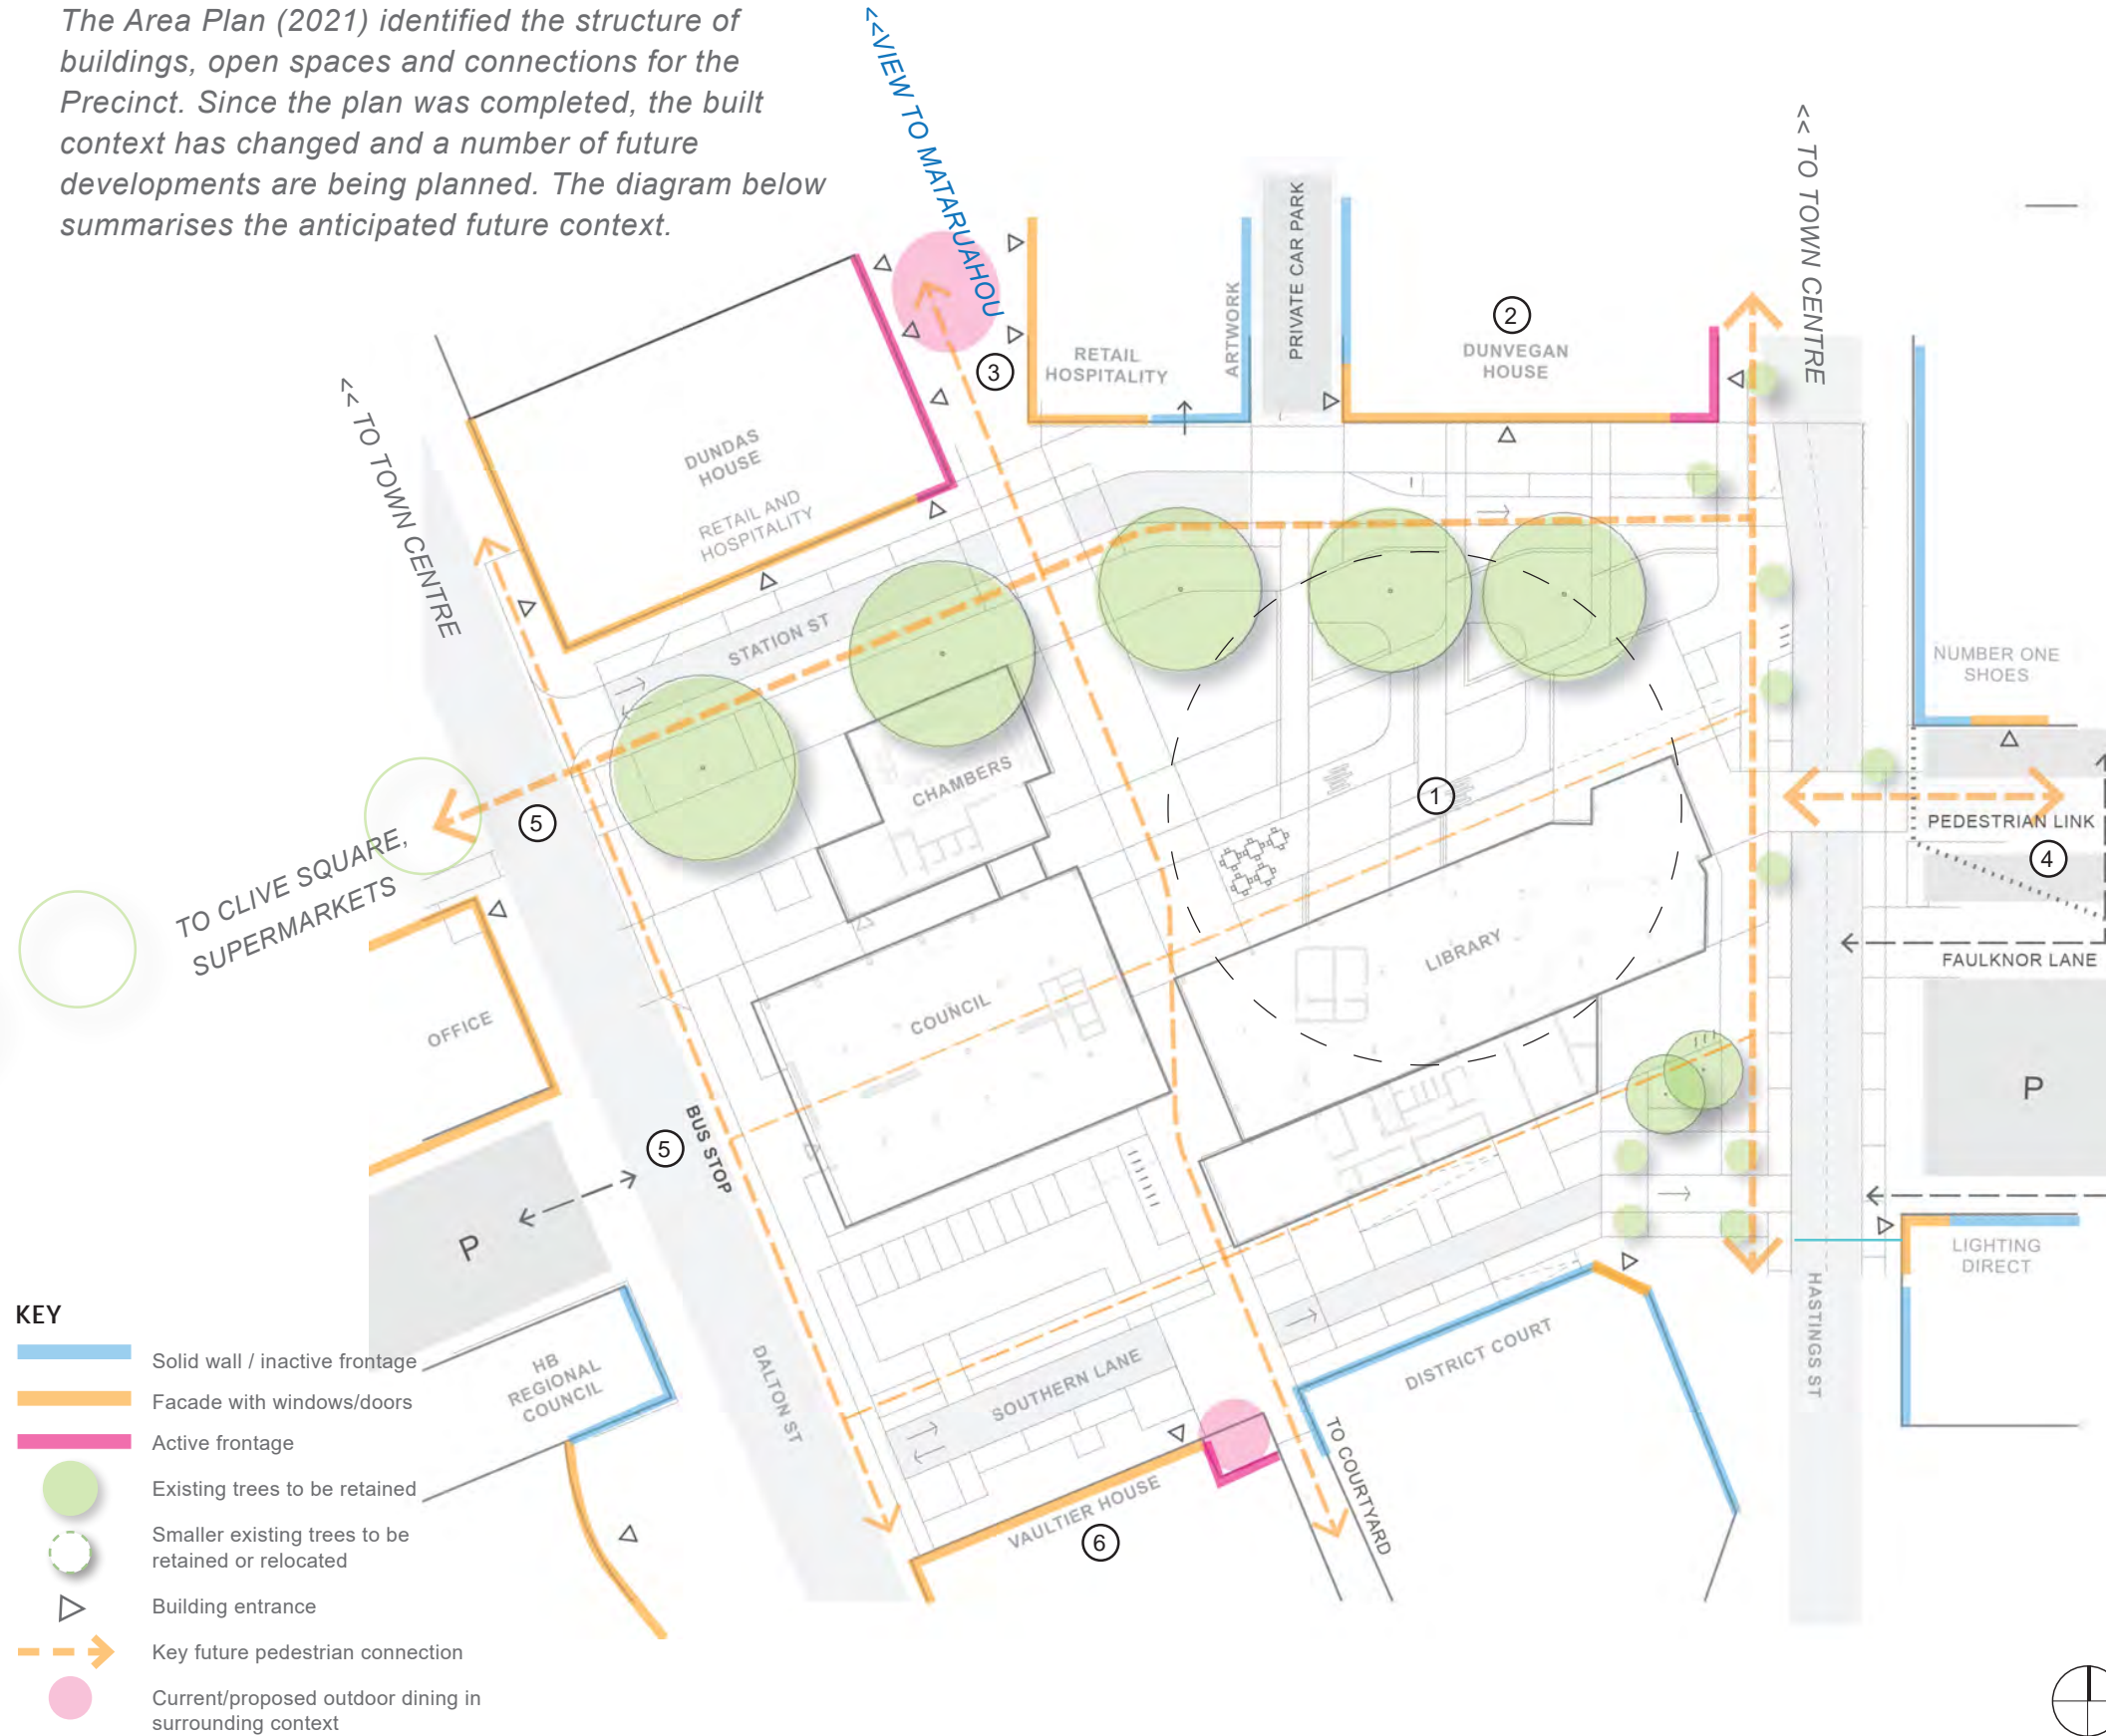 The Area Plan (2021) identified the structure of
buildings, open spaces and connections for the
Precinct. Since the plan was completed, the built
context has changed and a number of future
developments are being planned. The diagram below
summarises the anticipated future context.
<<VIEW TO MATARUAHOU
<< TO TOWN CENTRE
<< TO TOWN CENTRE
PRIVATE CAR PARK
ARTWORK
RETAIL
HOSPITALITY
2
DUNVEGAN
HOUSE
3
DUNDAS
HOUSE
RETAIL AND
HOSPITALITY
STATION ST
NUMBER ONE
SHOES
CHAMBERS
1
PEDESTRIAN LINK
4
5
TO CLIVE SQUARE,
SUPERMARKETS
LIBRARY
FAULKNOR LANE
COUNCIL
OFFICE
P
BUS STOP
5
P
LIGHTING
DIRECT
HASTINGS ST
HB
REGIONAL
COUNCIL
DALTON ST
SOUTHERN LANE
DISTRICT COURT
TO COURTYARD
VAULTIER HOUSE
6
KEY
Solid wall / inactive frontage
Facade with windows/doors
Active frontage
Existing trees to be retained
Smaller existing trees to be
retained or relocated
Building entrance
Key future pedestrian connection
Current/proposed outdoor dining in
surrounding context